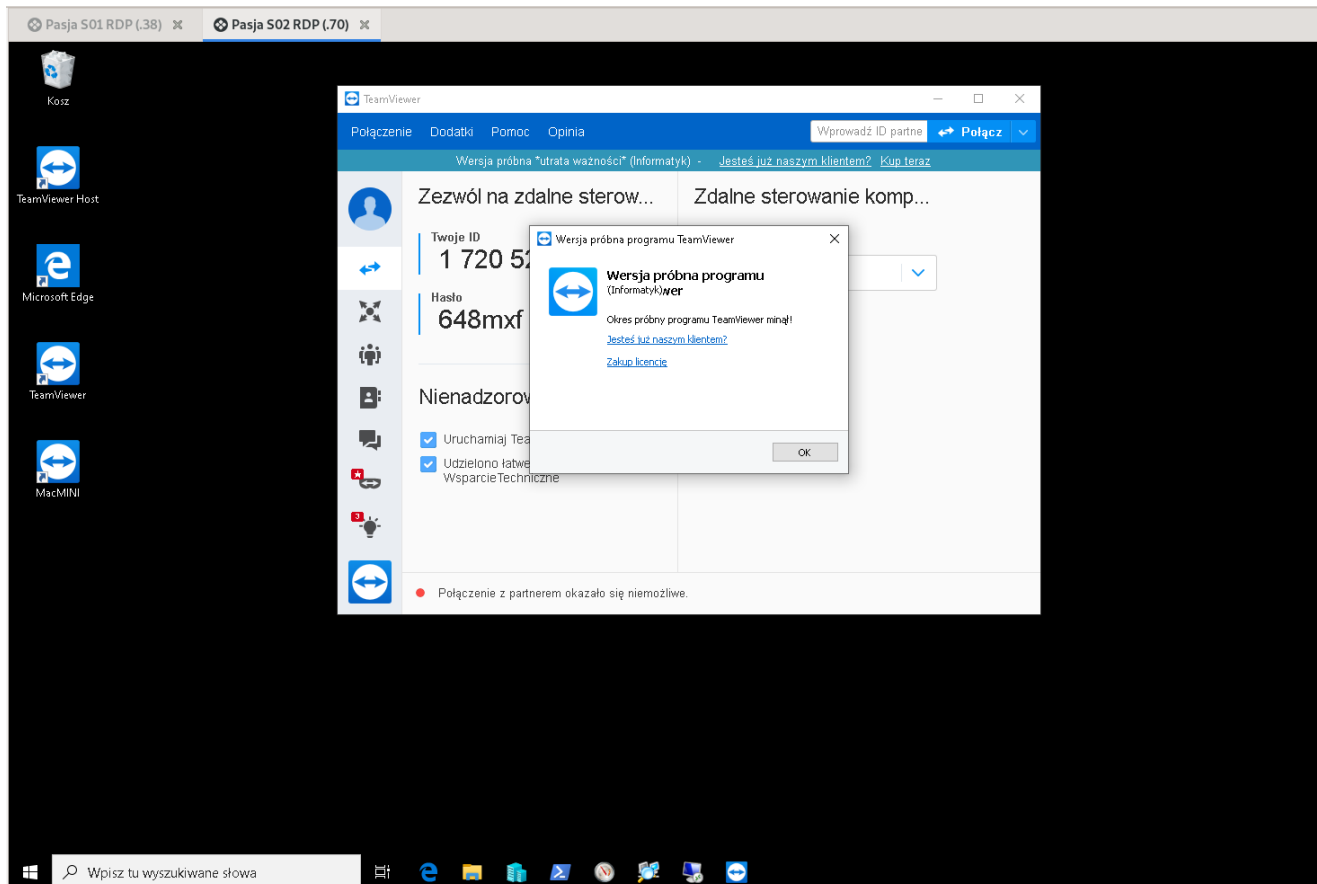 Pasja S01 RDP (.38)
Pasja S02 RDP (.70)
Kosz
TeamViewer Host
Microsoft Edge
TeamViewer
MacMINI
TeamViewer
Połączenie Dodatki Pomoc Opinia
Wprowadź ID partne
Połącz
Wersja próbna *utrata ważności* (Informatyk) - Jesteś już naszym klientem? Kup teraz
Zezwól na zdalne sterow...
Zdalne sterowanie komp...
Twoje ID
1 720 52
Hasło
648mxf
Nienadzorow
Uruchamiaj Tea
Udzielono łatwe
WsparcieTechniczne
3
Wersja próbna programu TeamViewer
Wersja próbna programu
(Informatyk)wer
Okres próbny programu TeamViewer minął!
Jesteś już naszym klientem?
Zakup licencję
OK
Połączenie z partnerem okazało się niemożliwe.
Wpisz tu wyszukiwane słowa